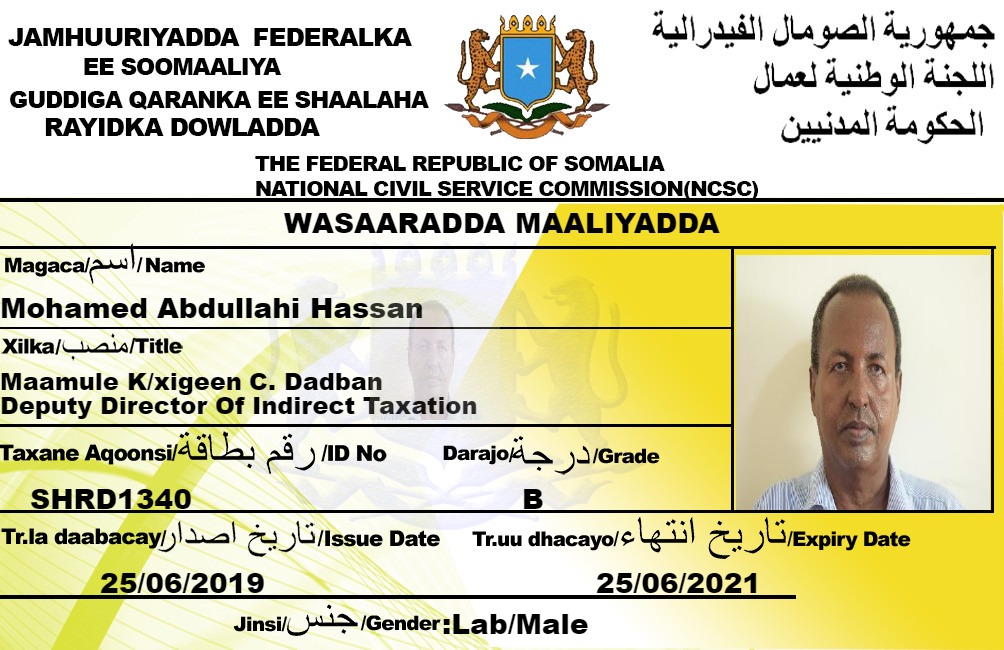 JAMHUURIYADDA FEDERALKA
EE SOOMAALIYA
GUDDIGA QARANKA EE SHAALAHA
RAYIDKA DOWLADDA
جمهورية الصومال الفيدرالية
اللجنة الوطنية لعمال
الحكومة المدنيين
THE FEDERAL REPUBLIC OF SOMALIA
NATIONAL CIVIL SERVICE COMMISSION(NCSC)
WASAARADDA MAALIYADDA
Magaca/اسم/Name
Mohamed Abdullahi Hassan
Xilka/منصب/Title
Maamule K/xigeen C. Dadban
Deputy Director Of Indirect Taxation
Taxane Aqoonsi/رقم بطاقة/ID No Darajo/درجة/Grade
SHRD1340 B
Tr.la daabacay/تاريخ اصدار/Issue Date Tr.uu dhacayo/تاريخ انتهاء/Expiry Date
25/06/2019 25/06/2021
Jinsi/جنس/Gender:Lab/Male